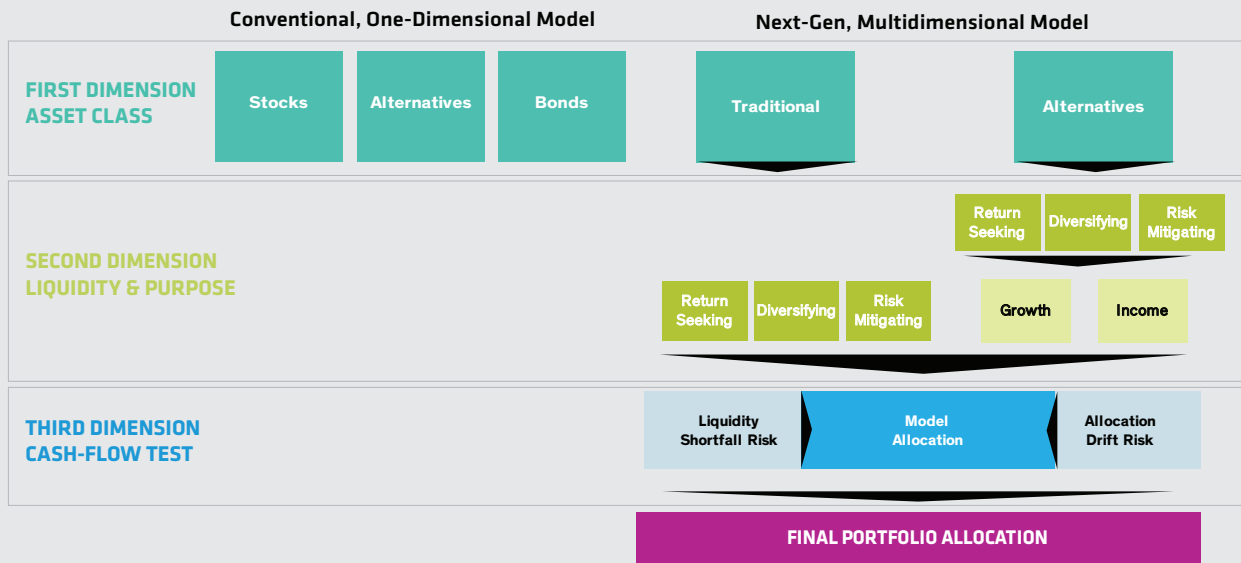 Conventional, One-Dimensional Model
Next-Gen, Multidimensional Model
FIRST DIMENSION
ASSET CLASS
Stocks
Alternatives
Bonds
Traditional
Alternatives
SECOND DIMENSION
LIQUIDITY & PURPOSE
Return
Seeking
Diversifying
Risk
Mitigating
Return
Seeking
Diversifying
Risk
Mitigating
Growth
Income
THIRD DIMENSION
CASH-FLOW TEST
Liquidity
Shortfall Risk
Model
Allocation
Allocation
Drift Risk
FINAL PORTFOLIO ALLOCATION